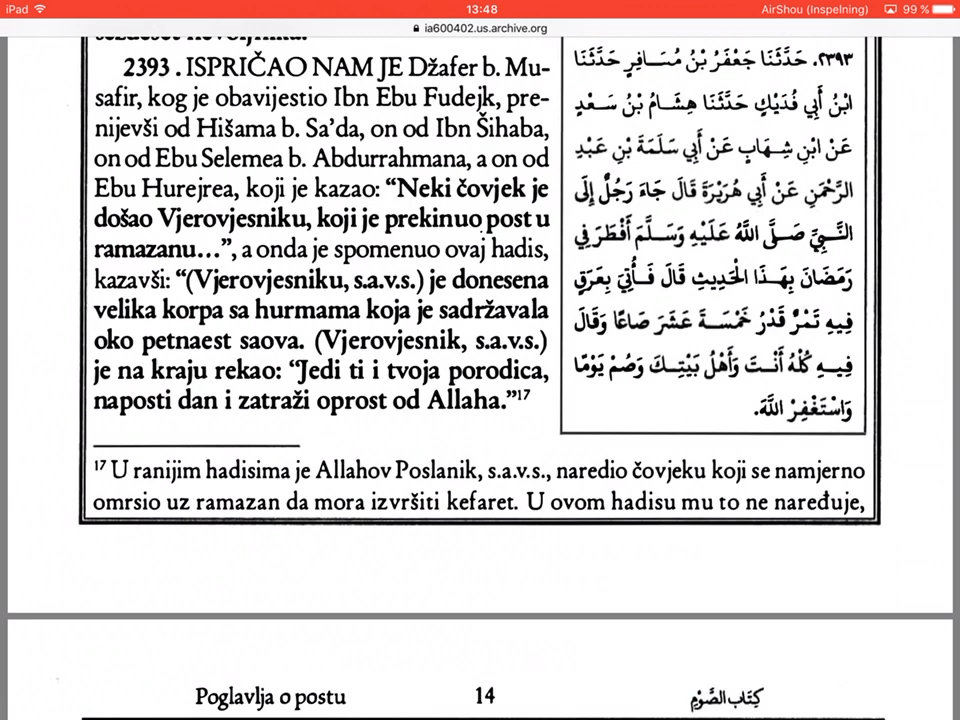 iPad
13:48
AirShou (Inspelning)
99 %
ia600402.us.archive.org
2393 . ISPRIČAO NAM JE Džafer b. Mu-
safir, kog je obavijestio Ibn Ebu Fudejk, pre-
nijevši od Hišama b. Sa’da, on od Ibn Šihaba,
on od Ebu Selemea b. Abdurrahmana, a on od
Ebu Hurejrea, koji je kazao: “Neki čovjek je
došao Vjerovjesniku, koji je prekinuo post u
ramazanu...”, a onda je spomenuo ovaj hadis,
kazavši: “(Vjerovjesniku, s.a.v.s.) je donesena
velika korpa sa hurmama koja je sadržavala
oko petnaest saova. (Vjerovjesnik, s.a.v.s.)
je na kraju rekao: “Jedi ti i tvoja porodica,
naposti dan i zatraži oprost od Allaha.”17
٢٣٩٣. حَدَّثَنَا جَعْفَرُ بْنُ مُسَافِرٍ حَدَّثَنَا
ابْنُ أَبِي فُدَيْكٍ حَدَّثَنَا هِشَامُ بْنُ سَعْدٍ
عَنْ ابْنِ شِهَابٍ عَنْ أَبِي سَلَمَةَ بْنِ عَبْدِ
الرَّحْمَنِ عَنْ أَبِي هُرَيْرَةَ قَالَ جَاءَ رَجُلٌ إِلَى
النَّبِيِّ صَلَّى اللَّهُ عَلَيْهِ وَسَلَّمَ أَفْطَرَ فِي
رَمَضَانَ بِهَذَا الْحَدِيثِ قَالَ فَأُتِيَ بِعَرَقٍ
فِيهِ تَمْرٌ قَدْرُ خَمْسَةَ عَشَرَ صَاعًا وَقَالَ
فِيهِ كُلْهُ أَنْتَ وَأَهْلُ بَيْتِكَ وَصُمْ يَوْمًا
وَاسْتَغْفِرْ اللَّهَ.
17 U ranijim hadisima je Allahov Poslanik, s.a.v.s., naredio čovjeku koji se namjerno
omrsio uz ramazan da mora izvršiti kefaret. U ovom hadisu mu to ne naređuje,
Poglavlja o postu
14
كِتَاب الصَّوْمِ